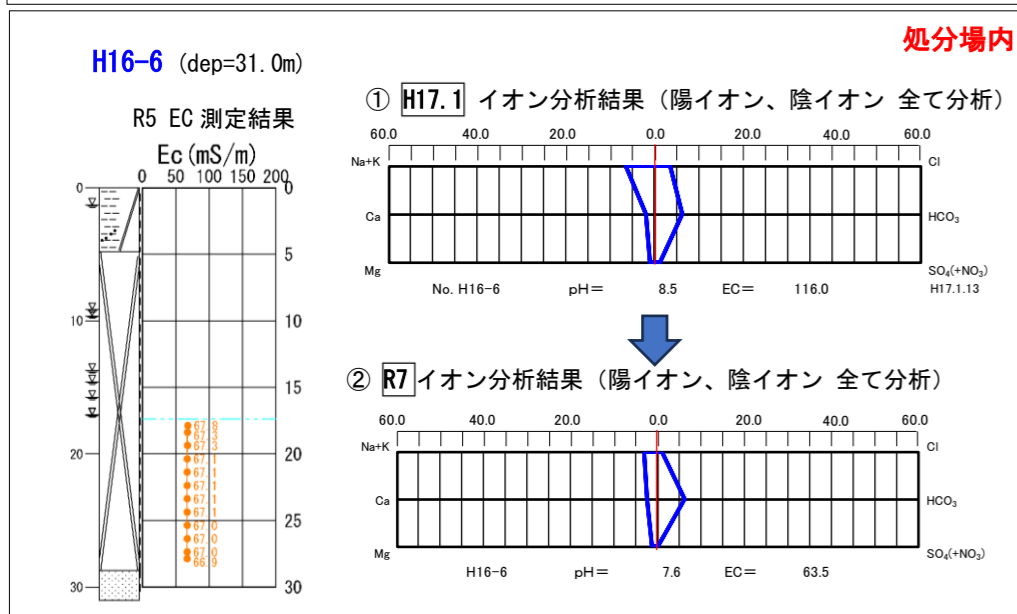 処分場内
H16-6 (dep=31.0m)
R5 EC 測定結果
Ec(mS/m)
0 50 100 150 200
0
5
10
15
20
25
30
0
10
20
30
67.8
67.3
67.3
67.1
67.1
67.1
67.1
67.1
67.0
67.0
67.0
66.9
① H17.1 イオン分析結果（陽イオン、陰イオン 全て分析）
60.0 40.0 20.0 0.0 20.0 40.0 60.0
Na+K Cl
Ca HCO₃
Mg SO₄(+NO₃)
No. H16-6 pH＝ 8.5 EC＝ 116.0 H17.1.13
② R7 イオン分析結果（陽イオン、陰イオン 全て分析）
60.0 40.0 20.0 0.0 20.0 40.0 60.0
Na+K Cl
Ca HCO₃
Mg SO₄(+NO₃)
H16-6 pH＝ 7.6 EC＝ 63.5